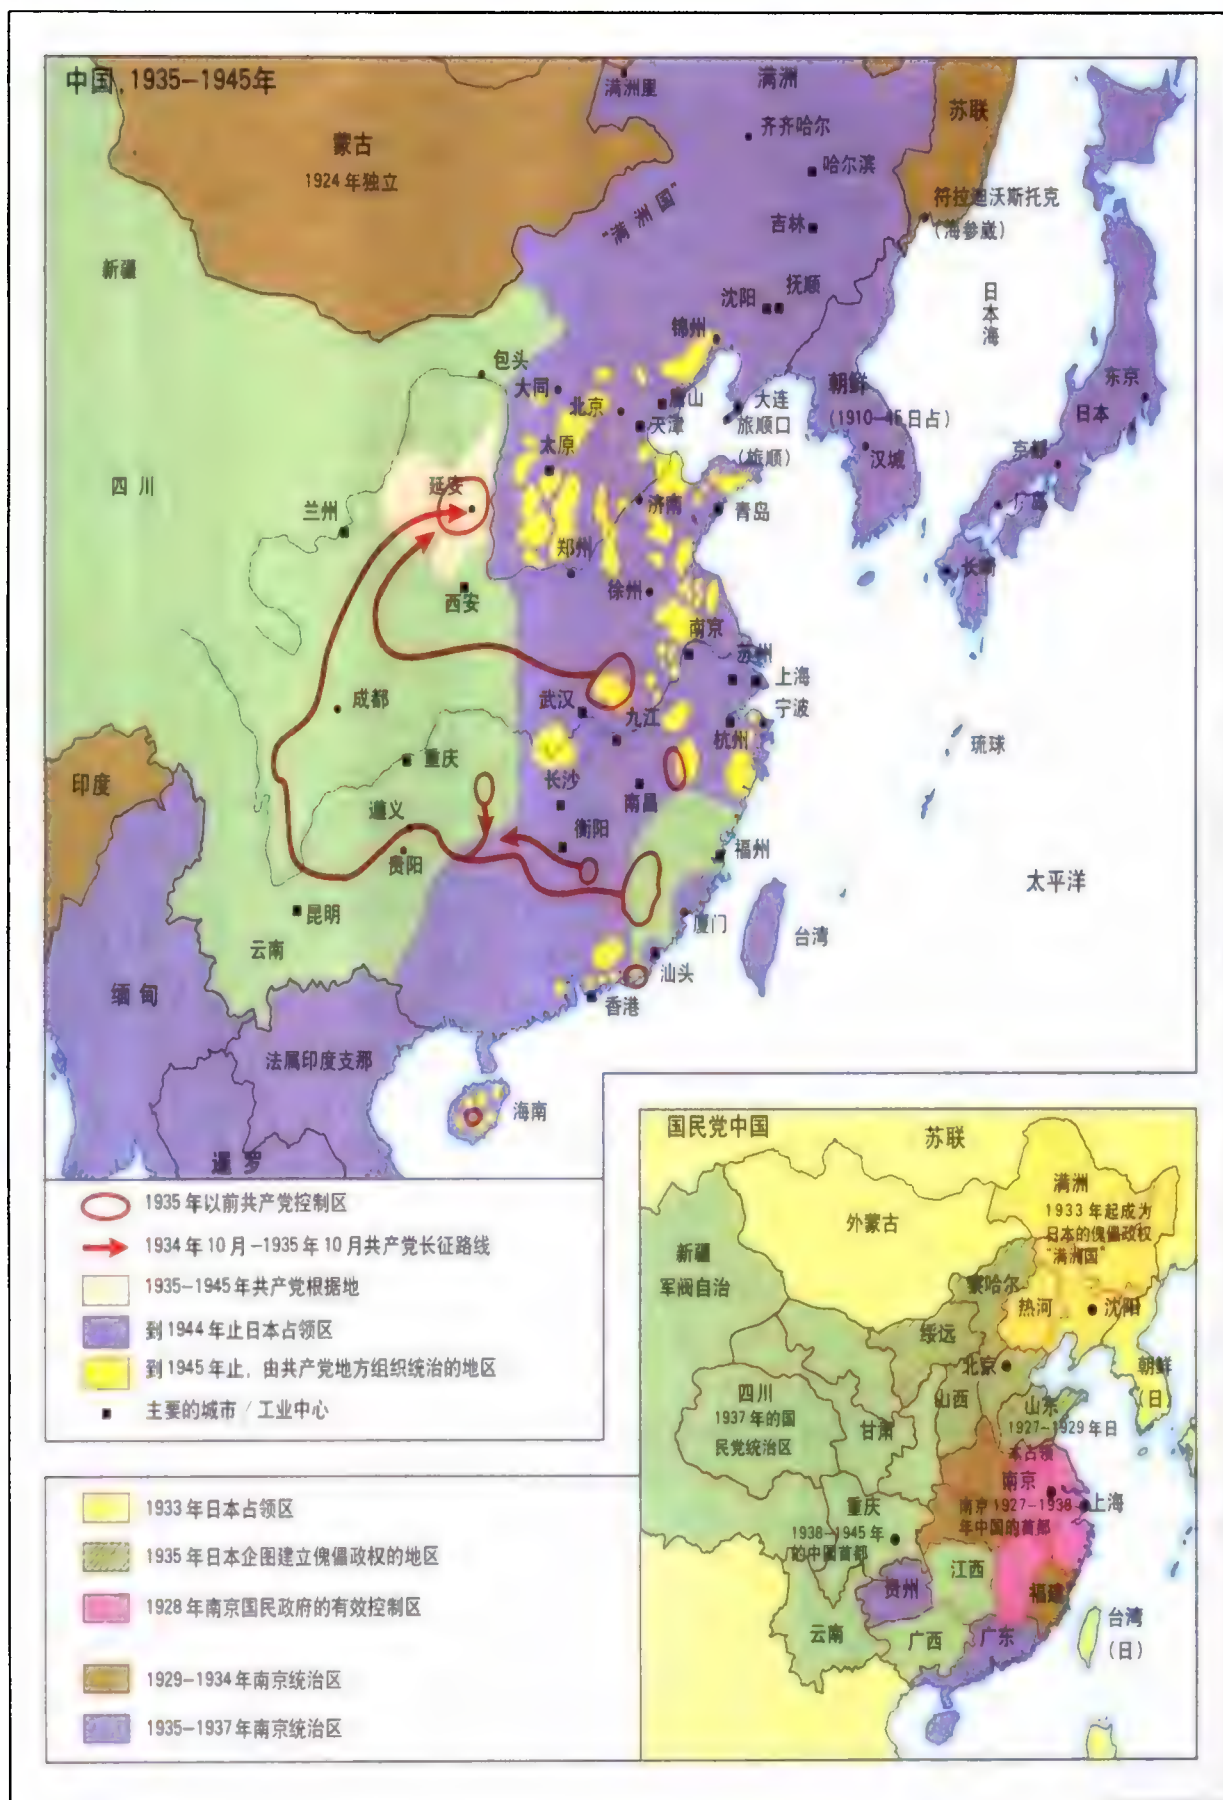 中国，1935-1945年
满洲里
满洲
苏联
齐齐哈尔
哈尔滨
蒙古
1924年独立
“满洲国”
吉林
符拉迪沃斯托克
（海参崴）
新疆
沈阳
抚顺
日本海
锦州
包头
大同
北京
唐山
天津
大连
旅顺口
（旅顺）
朝鲜
（1910-45日占）
汉城
东京
日本
京都
广岛
长崎
太原
四川
延安
兰州
济南
青岛
郑州
西安
徐州
南京
苏州
上海
成都
武汉
九江
宁波
杭州
琉球
印度
重庆
长沙
南昌
遵义
衡阳
贵阳
福州
太平洋
昆明
厦门
台湾
云南
汕头
缅甸
香港
法属印度支那
海南
暹罗
1935年以前共产党控制区
1934年10月-1935年10月共产党长征路线
1935-1945年共产党根据地
到1944年止日本占领区
到1945年止，由共产党地方组织统治的地区
主要的城市/工业中心
国民党中国
苏联
满洲
1933年起成为
日本的傀儡政权
“满洲国”
外蒙古
新疆
军阀自治
察哈尔
热河
沈阳
绥远
北京
朝鲜
（日）
四川
1937年的国
民党统治区
甘肃
山西
山东
1927-1929年日
本占领
南京
南京1927-1938
年中国的首都
上海
重庆
1938-1945年
的中国首都
江西
贵州
福建
云南
广西
广东
台湾
（日）
1933年日本占领区
1935年日本企图建立傀儡政权的地区
1928年南京国民政府的有效控制区
1929-1934年南京统治区
1935-1937年南京统治区